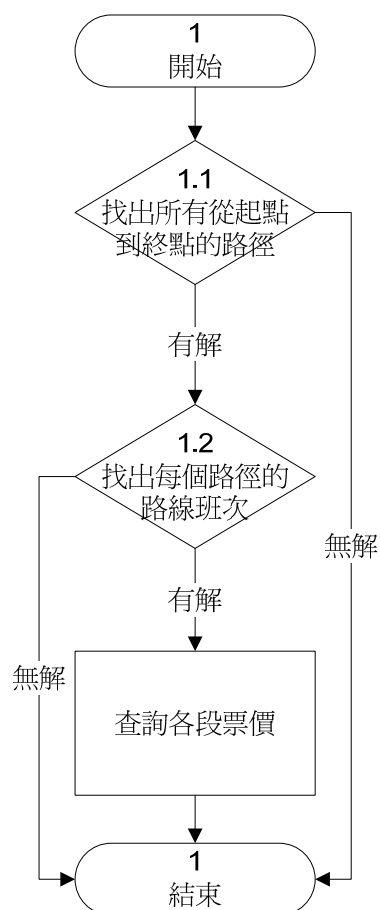 1
開始
1.1
找出所有從起點
到終點的路徑
有解
1.2
找出每個路徑的
路線班次
無解
有解
無解
查詢各段票價
1
結束